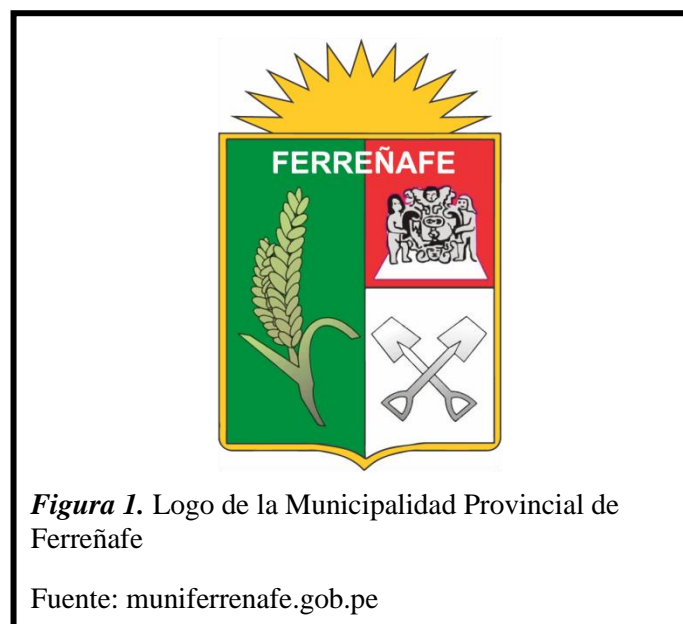 FERREÑAFE
Figura 1. Logo de la Municipalidad Provincial de
Ferreñafe
Fuente: muniferrenafe.gob.pe